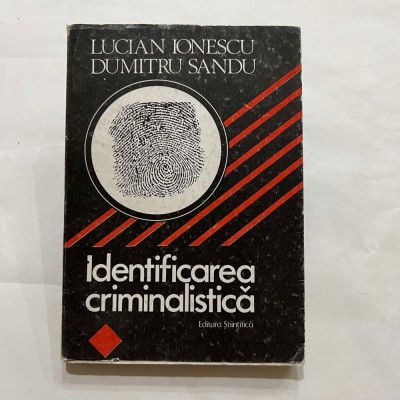 LUCIAN IONESCU
DUMITRU SANDU
Identificarea
criminalistică
Editura Științifică